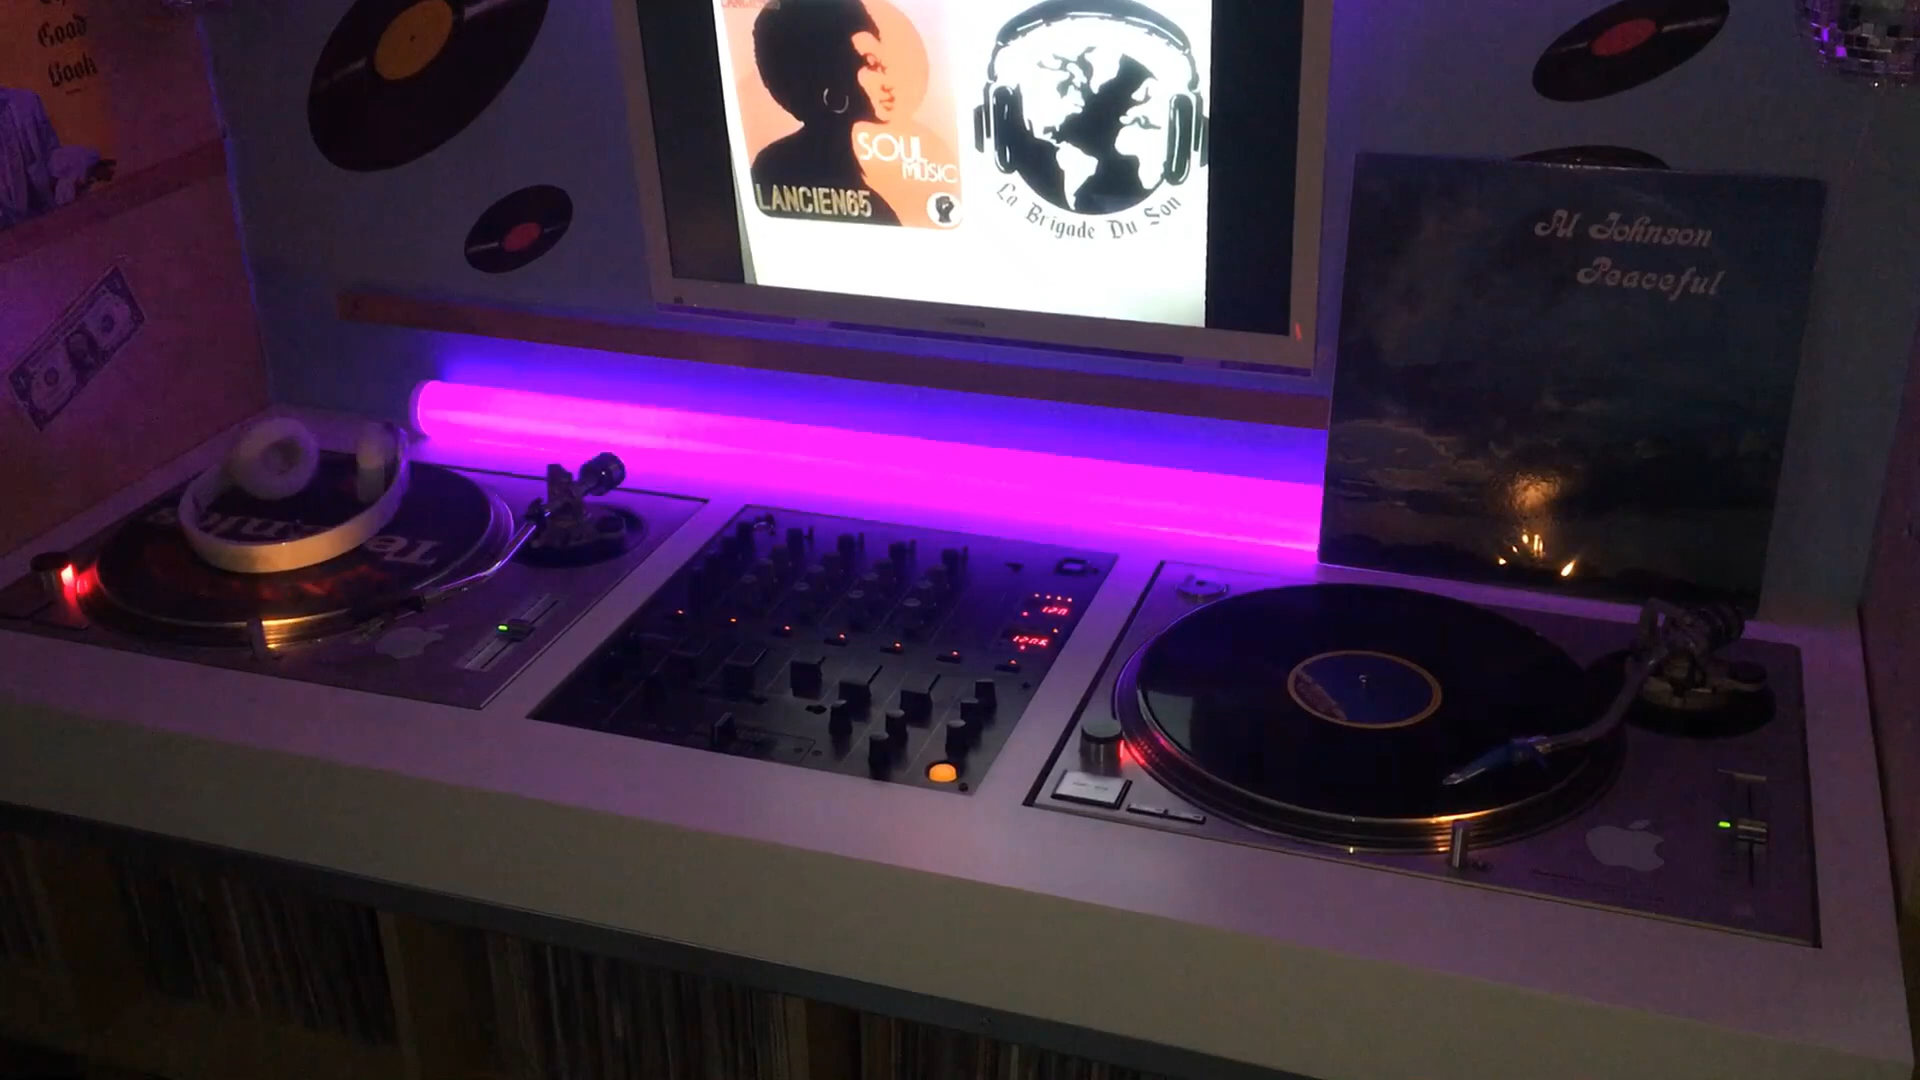 Good
Book
SOUL
MUSIC
LANCIEN65
La Brigade Du Son
Al Johnson
Peaceful
Technics